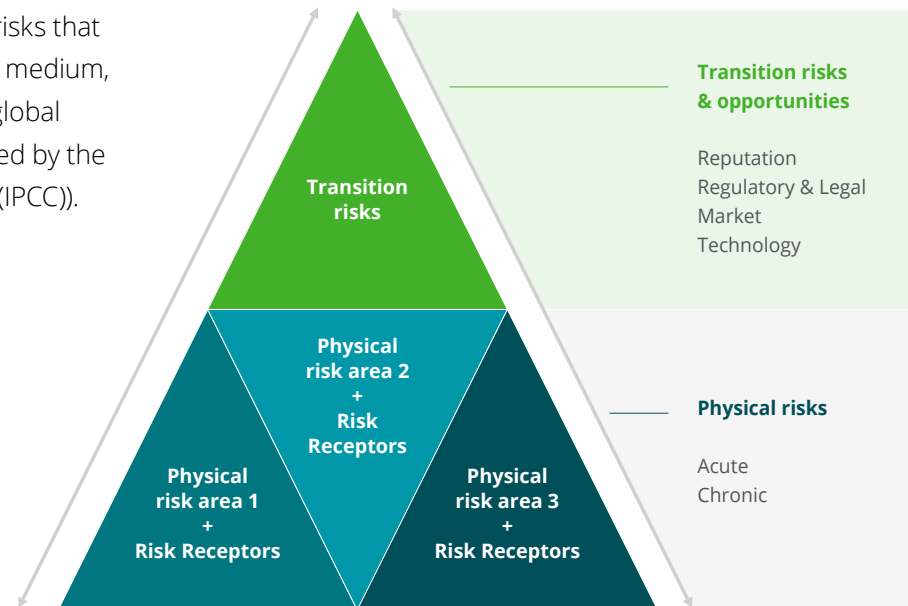 risks that
medium,
global
ed by the
(IPCC)).
Transition
risks
Physical
risk area 2
+
Risk
Receptors
Physical
risk area 1
+
Risk Receptors
Physical
risk area 3
+
Risk Receptors
Transition risks
& opportunities
Reputation
Regulatory & Legal
Market
Technology
Physical risks
Acute
Chronic